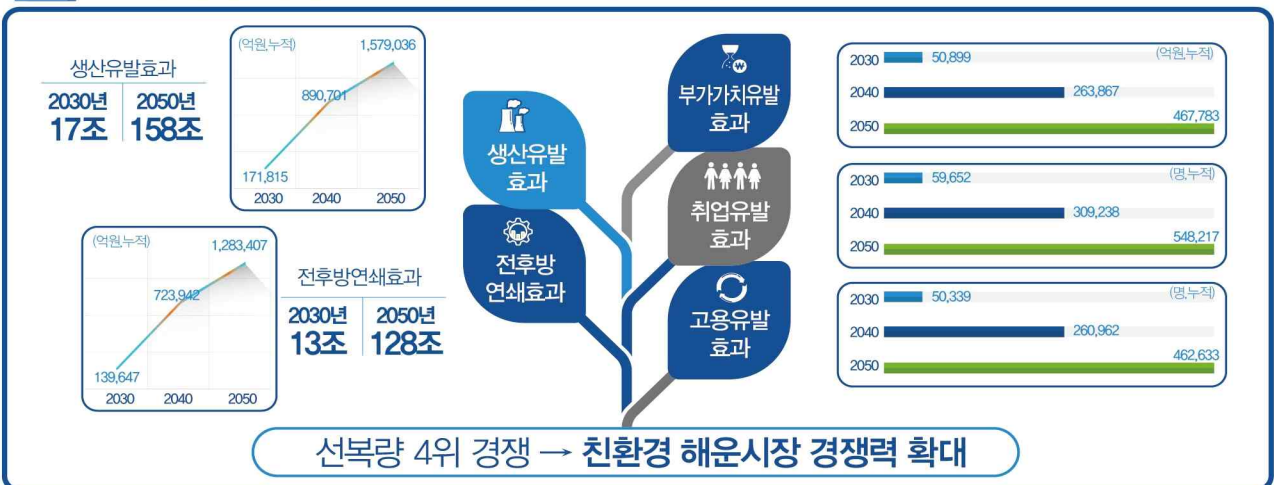 생산유발효과
2030년 2050년
17조 158조
(억원,누적)
1,579,036
890,701
171,815
2030 2040 2050
(억원,누적)
1,283,407
723,942
139,647
2030 2040 2050
전후방연쇄효과
2030년 2050년
13조 128조
생산유발
효과
전후방
연쇄효과
부가가치유발
효과
취업유발
효과
고용유발
효과
(억원,누적)
2030 50,899
2040 263,867
2050 467,783
(명,누적)
2030 59,652
2040 309,238
2050 548,217
(명,누적)
2030 50,339
2040 260,962
2050 462,633
선복량 4위 경쟁 → 친환경 해운시장 경쟁력 확대